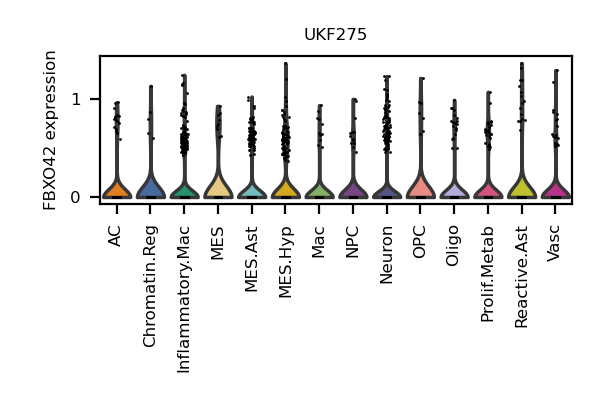 UKF275
FBXO42 expression
1
0
AC
Chromatin.Reg
Inflammatory.Mac
MES
MES.Ast
MES.Hyp
Mac
NPC
Neuron
OPC
Oligo
Prolif.Metab
Reactive.Ast
Vasc